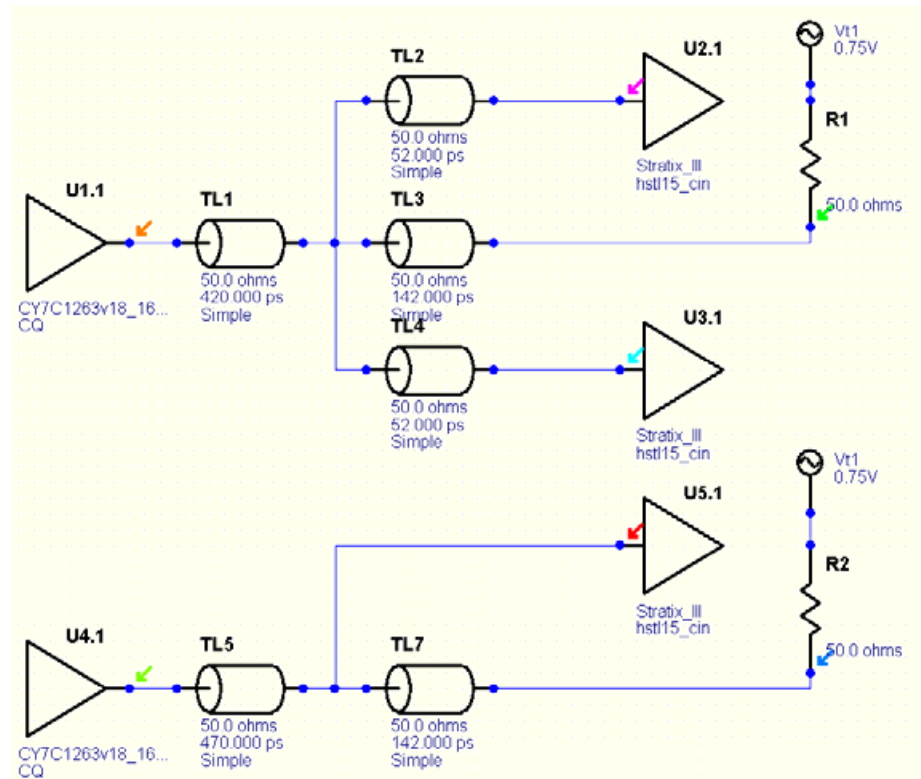 Vt1
0.75V
TL2
U2.1
R1
50.0 ohms
52.000 ps
Simple
Stratix_III
hstl15_cin
U1.1
TL1
TL3
50.0 ohms
50.0 ohms
420.000 ps
Simple
50.0 ohms
142.000 ps
Simple
CY7C1263v18_16...
CQ
TL4
U3.1
50.0 ohms
52.000 ps
Simple
Stratix_III
hstl15_cin
Vt1
0.75V
U5.1
R2
Stratix_III
hstl15_cin
U4.1
TL5
TL7
50.0 ohms
50.0 ohms
470.000 ps
Simple
50.0 ohms
142.000 ps
Simple
CY7C1263v18_16...
CQ